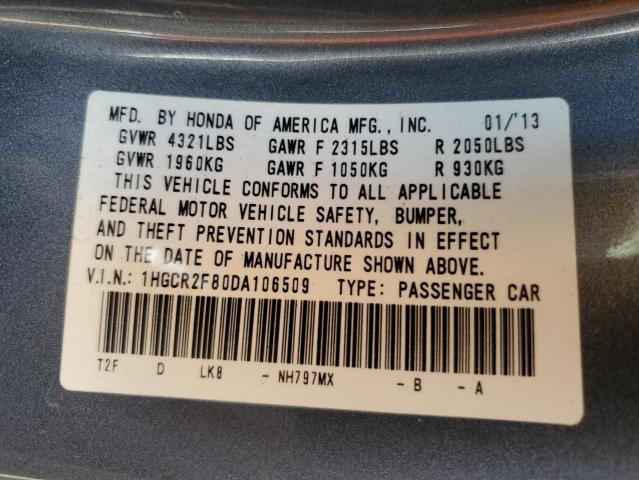 MFD. BY HONDA OF AMERICA MFG., INC. 01/'13
GVWR 4321LBS GAWR F 2315LBS R 2050LBS
GVWR 1960KG GAWR F 1050KG R 930KG
THIS VEHICLE CONFORMS TO ALL APPLICABLE
FEDERAL MOTOR VEHICLE SAFETY, BUMPER,
AND THEFT PREVENTION STANDARDS IN EFFECT
ON THE DATE OF MANUFACTURE SHOWN ABOVE.
V.I.N.: 1HGCR2F80DA106509 TYPE: PASSENGER CAR
T2F D LK8 - NH797MX - B - A